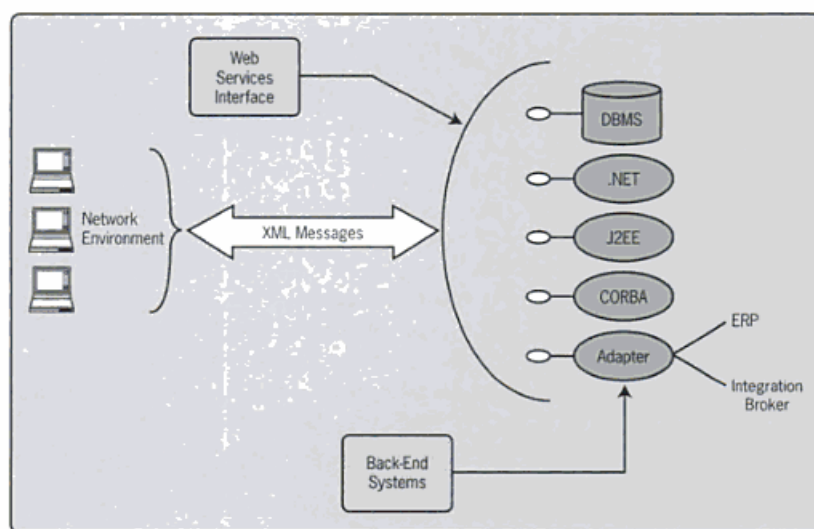 Web
Services
Interface
DBMS
.NET
Network
Environment
XML Messages
J2EE
CORBA
ERP
Adapter
Integration
Broker
Back-End
Systems